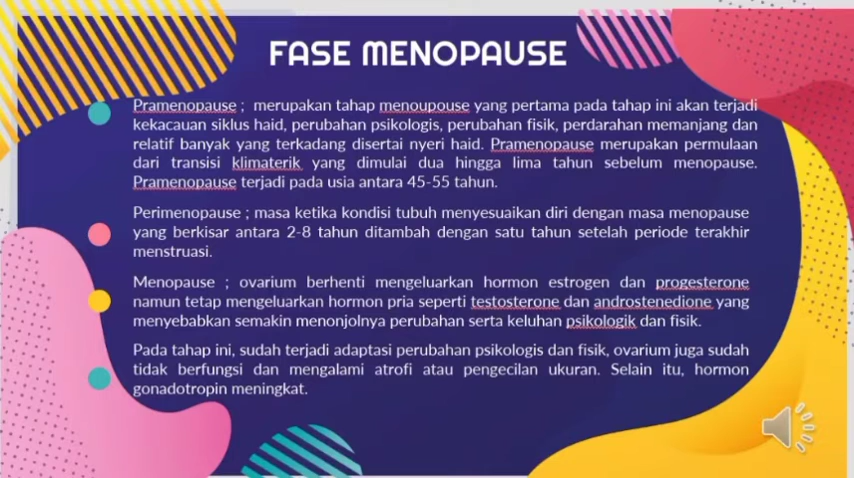 FASE MENOPAUSE
Pramenopause ; merupakan tahap menoupouse yang pertama pada tahap ini akan terjadi
kekacauan siklus haid, perubahan psikologis, perubahan fisik, perdarahan memanjang dan
relatif banyak yang terkadang disertai nyeri haid. Pramenopause merupakan permulaan
dari transisi klimaterik yang dimulai dua hingga lima tahun sebelum menopause.
Pramenopause terjadi pada usia antara 45-55 tahun.
Perimenopause ; masa ketika kondisi tubuh menyesuaikan diri dengan masa menopause
yang berkisar antara 2-8 tahun ditambah dengan satu tahun setelah periode terakhir
menstruasi.
Menopause ; ovarium berhenti mengeluarkan hormon estrogen dan progesterone
namun tetap mengeluarkan hormon pria seperti testosterone dan androstenedione yang
menyebabkan semakin menonjolnya perubahan serta keluhan psikologik dan fisik.
Pada tahap ini, sudah terjadi adaptasi perubahan psikologis dan fisik, ovarium juga sudah
tidak berfungsi dan mengalami atrofi atau pengecilan ukuran. Selain itu, hormon
gonadotropin meningkat.